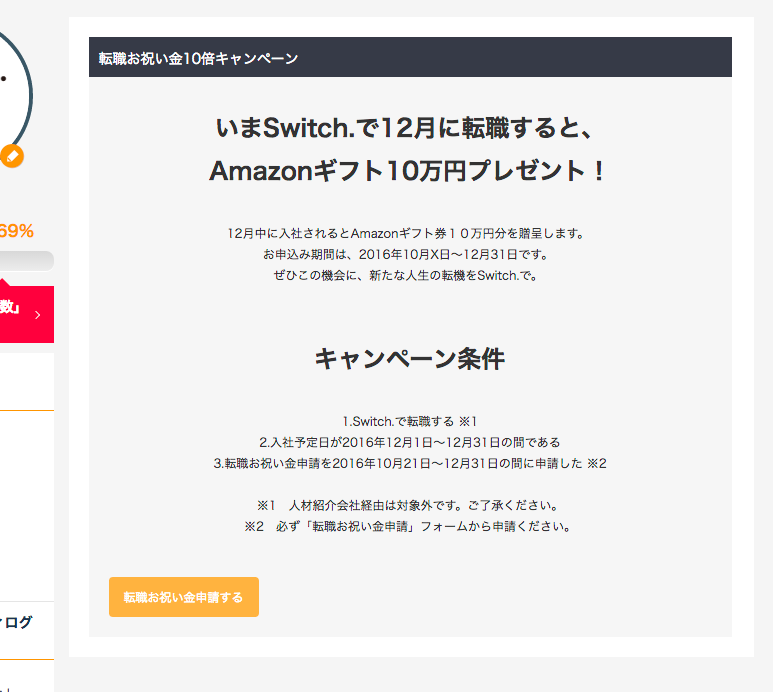 転職お祝い金10倍キャンペーン
いまSwitch.で12月に転職すると、
Amazonギフト10万円プレゼント！
12月中に入社されるとAmazonギフト券１０万円分を贈呈します。
お申込み期間は、2016年10月X日〜12月31日です。
ぜひこの機会に、新たな人生の転機をSwitch.で。
キャンペーン条件
1.Switch.で転職する ※1
2.入社予定日が2016年12月1日〜12月31日の間である
3.転職お祝い金申請を2016年10月21日〜12月31日の間に申請した ※2
※1　人材紹介会社経由は対象外です。ご了承ください。
※2　必ず「転職お祝い金申請」フォームから申請ください。
転職お祝い金申請する
69%
数」
ログ